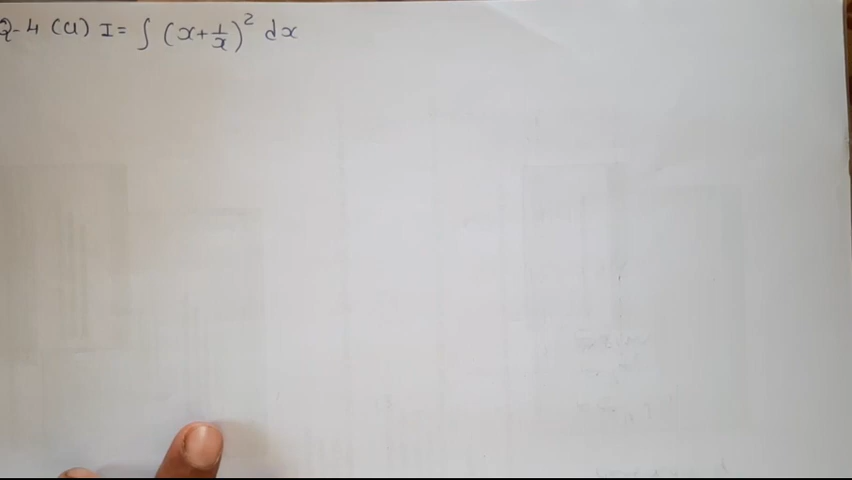 Q-4 (a) I = ∫ (x+1/x)² dx